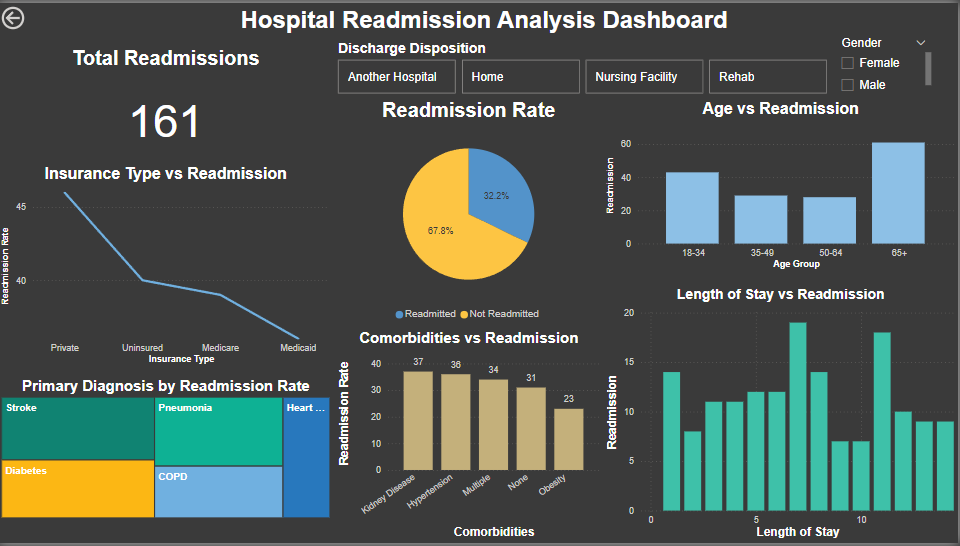 Hospital Readmission Analysis Dashboard
Total Readmissions
161
Discharge Disposition
Another Hospital
Home
Nursing Facility
Rehab
Gender
Female
Male
Insurance Type vs Readmission
Readmission Rate
45
40
Private
Uninsured
Medicare
Medicaid
Insurance Type
Readmission Rate
32.2%
67.8%
Readmitted
Not Readmitted
Age vs Readmission
Readmission
60
40
20
0
18-34
35-49
50-64
65+
Age Group
Primary Diagnosis by Readmission Rate
Stroke
Pneumonia
Heart ...
Diabetes
COPD
Comorbidities vs Readmission
Readmission Rate
40
30
20
10
0
37
36
34
31
23
Kidney Disease
Hypertension
Multiple
None
Obesity
Comorbidities
Length of Stay vs Readmission
Readmission
20
15
10
5
0
0
5
10
Length of Stay